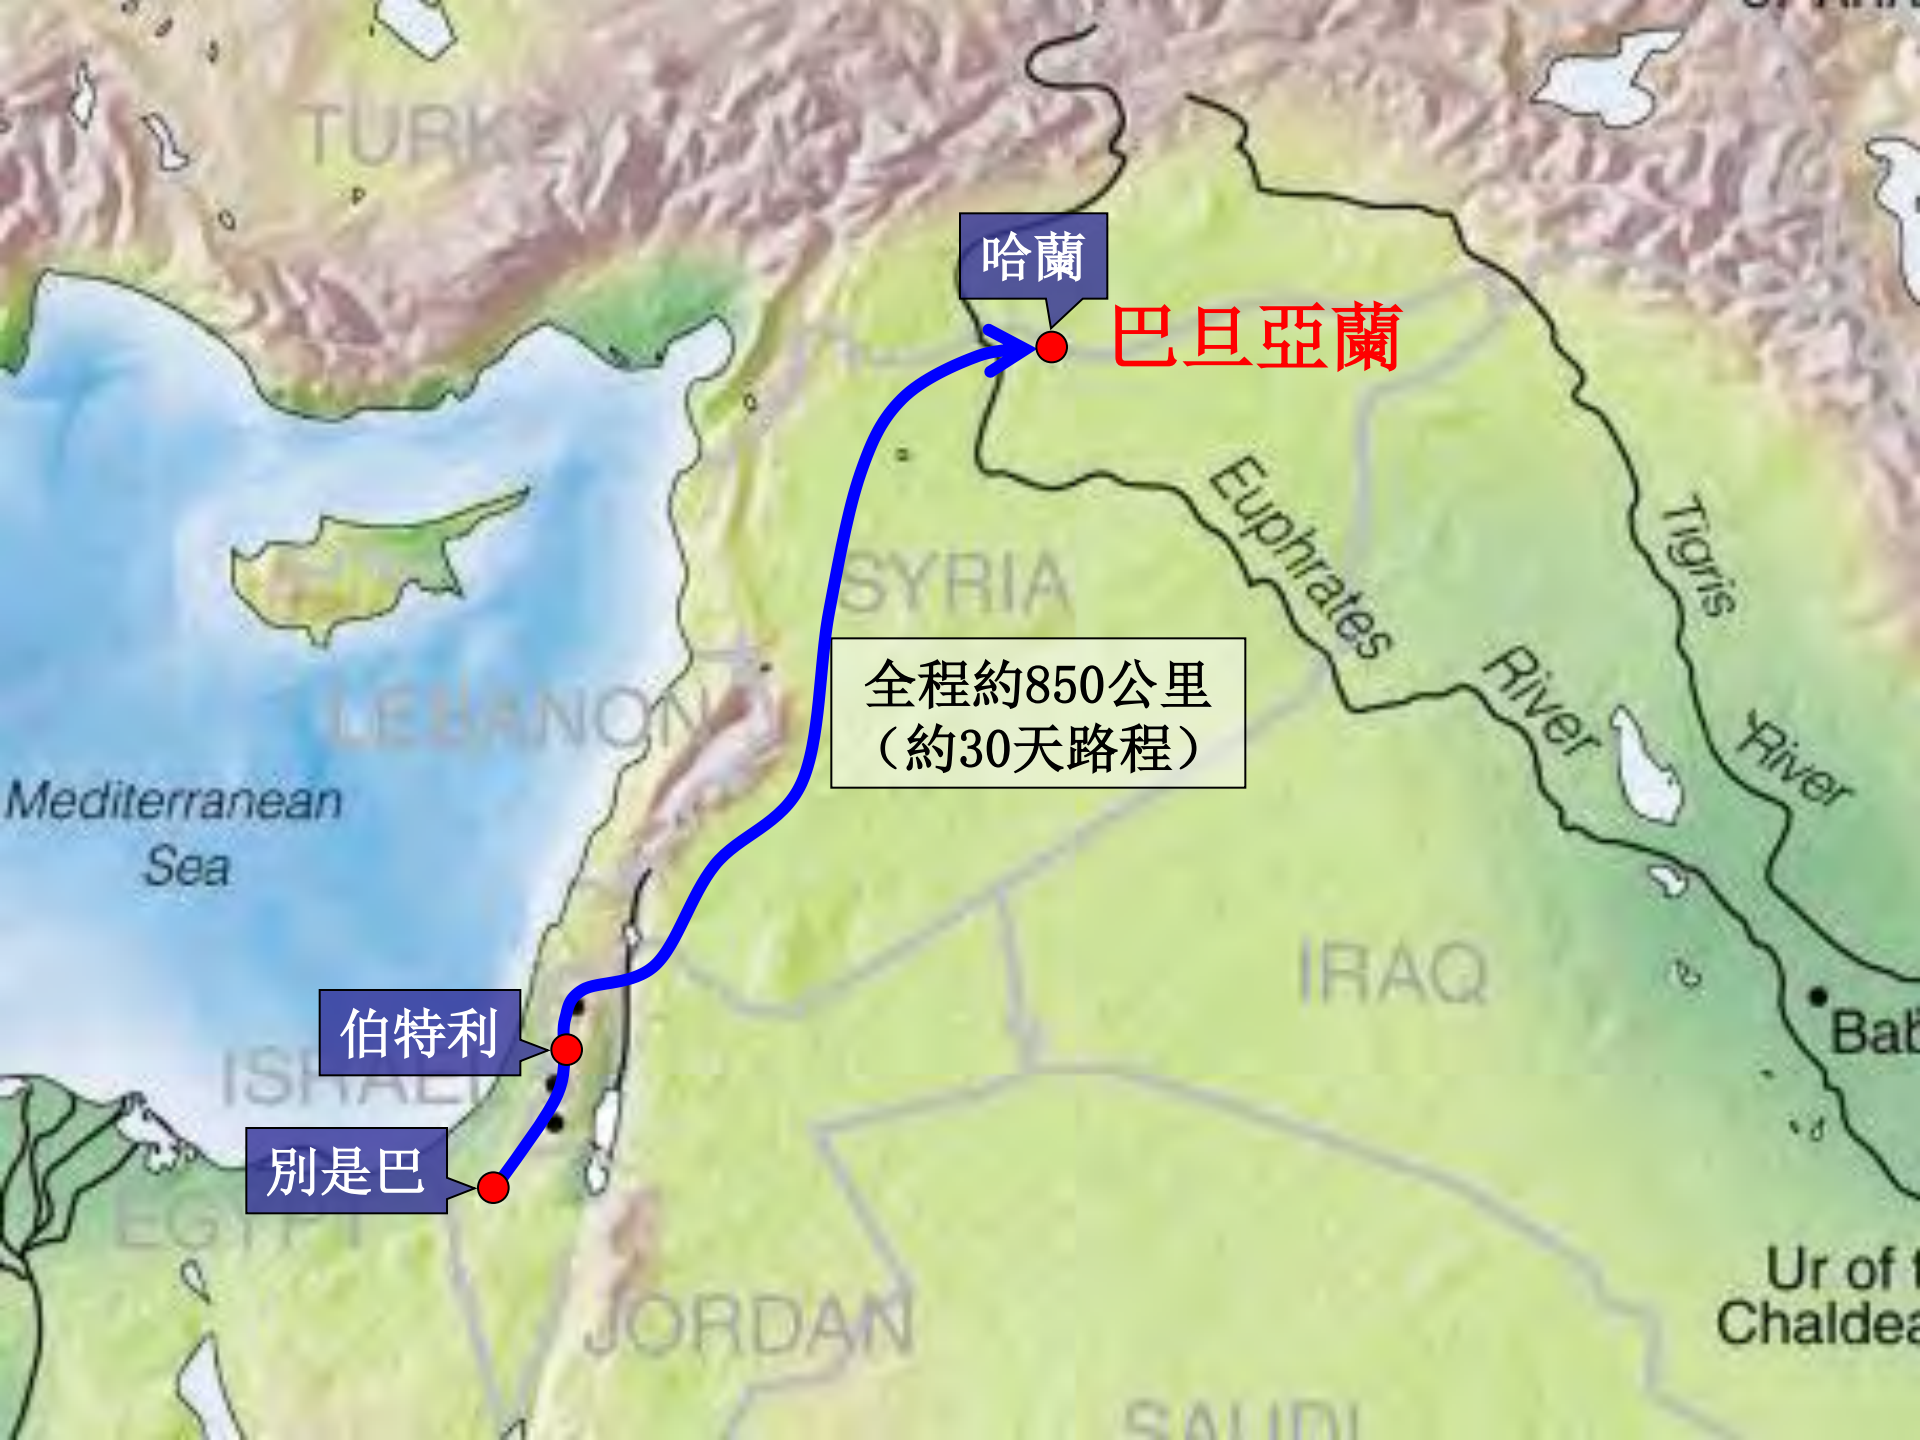 TURKEY
哈蘭
巴旦亞蘭
Euphrates
Tigris
SYRIA
全程約850公里
（約30天路程）
River
River
LEBANON
Mediterranean
Sea
IRAQ
伯特利
ISRAEL
Bab
別是巴
EGYPT
Ur of t
Chaldea
JORDAN
SAUDI